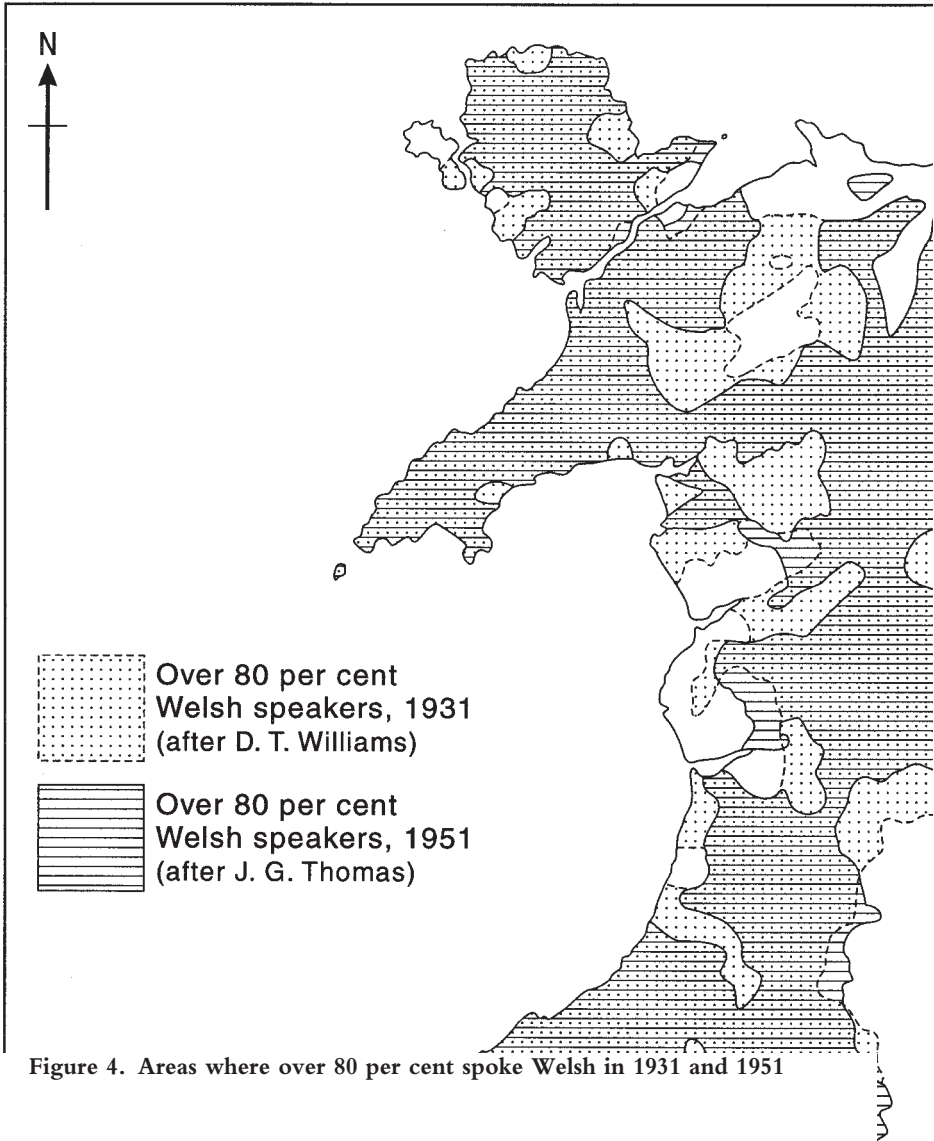 N
Over 80 per cent
Welsh speakers, 1931
(after D. T. Williams)
Over 80 per cent
Welsh speakers, 1951
(after J. G. Thomas)
Figure 4. Areas where over 80 per cent spoke Welsh in 1931 and 1951